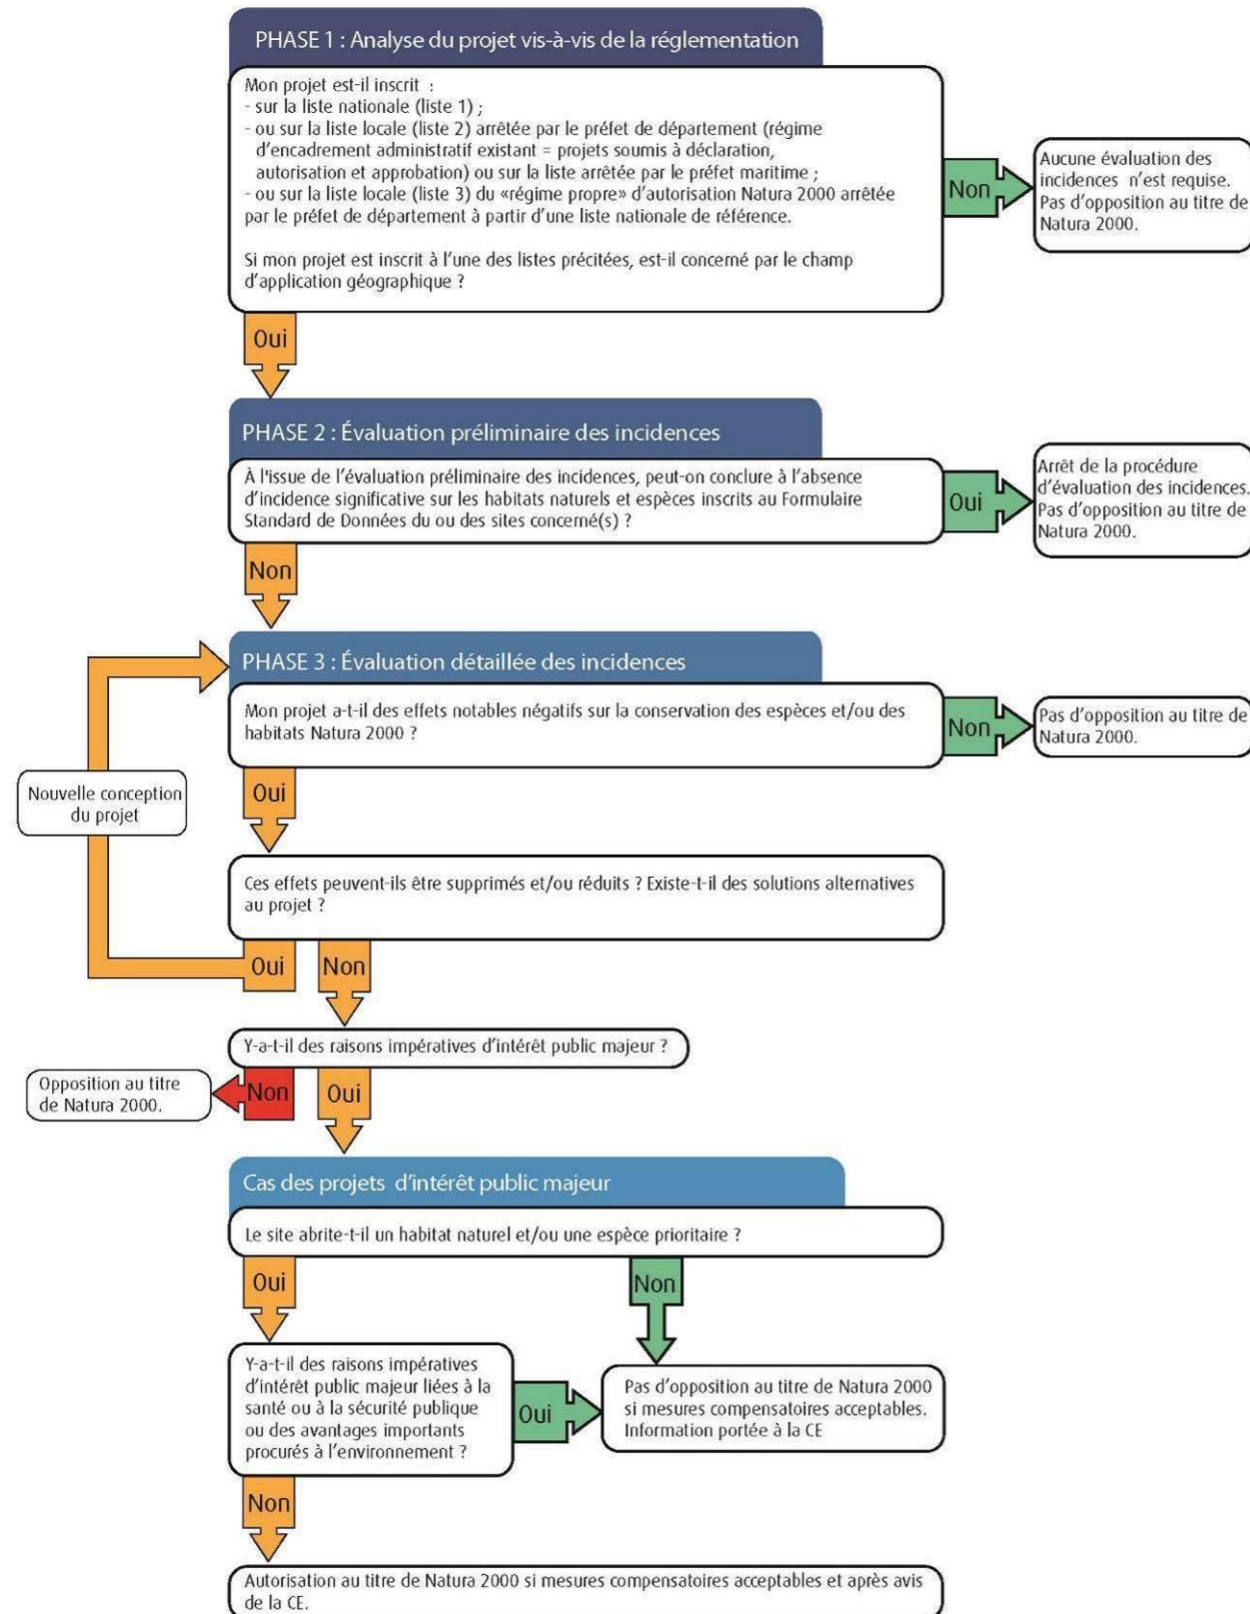 PHASE 1 : Analyse du projet vis-à-vis de la réglementation
Mon projet est-il inscrit :
- sur la liste nationale (liste 1) ;
- ou sur la liste locale (liste 2) arrêtée par le préfet de département (régime
d'encadrement administratif existant = projets soumis à déclaration,
autorisation et approbation) ou sur la liste arrêtée par le préfet maritime ;
- ou sur la liste locale (liste 3) du «régime propre» d'autorisation Natura 2000 arrêtée
par le préfet de département à partir d'une liste nationale de référence.
Si mon projet est inscrit à l'une des listes précitées, est-il concerné par le champ
d'application géographique ?
Non
Aucune évaluation des
incidences n'est requise.
Pas d'opposition au titre de
Natura 2000.
Oui
PHASE 2 : Évaluation préliminaire des incidences
À l'issue de l'évaluation préliminaire des incidences, peut-on conclure à l'absence
d'incidence significative sur les habitats naturels et espèces inscrits au Formulaire
Standard de Données du ou des sites concerné(s) ?
Oui
Arrêt de la procédure
d'évaluation des incidences.
Pas d'opposition au titre de
Natura 2000.
Non
PHASE 3 : Évaluation détaillée des incidences
Mon projet a-t-il des effets notables négatifs sur la conservation des espèces et/ou des
habitats Natura 2000 ?
Non
Pas d'opposition au titre de
Natura 2000.
Oui
Nouvelle conception
du projet
Ces effets peuvent-ils être supprimés et/ou réduits ? Existe-t-il des solutions alternatives
au projet ?
Oui
Non
Y-a-t-il des raisons impératives d'intérêt public majeur ?
Opposition au titre
de Natura 2000.
Non
Oui
Cas des projets d'intérêt public majeur
Le site abrite-t-il un habitat naturel et/ou une espèce prioritaire ?
Oui
Non
Y-a-t-il des raisons impératives
d'intérêt public majeur liées à la
santé ou à la sécurité publique
ou des avantages importants
procurés à l'environnement ?
Oui
Pas d'opposition au titre de Natura 2000
si mesures compensatoires acceptables.
Information portée à la CE
Non
Autorisation au titre de Natura 2000 si mesures compensatoires acceptables et après avis
de la CE.